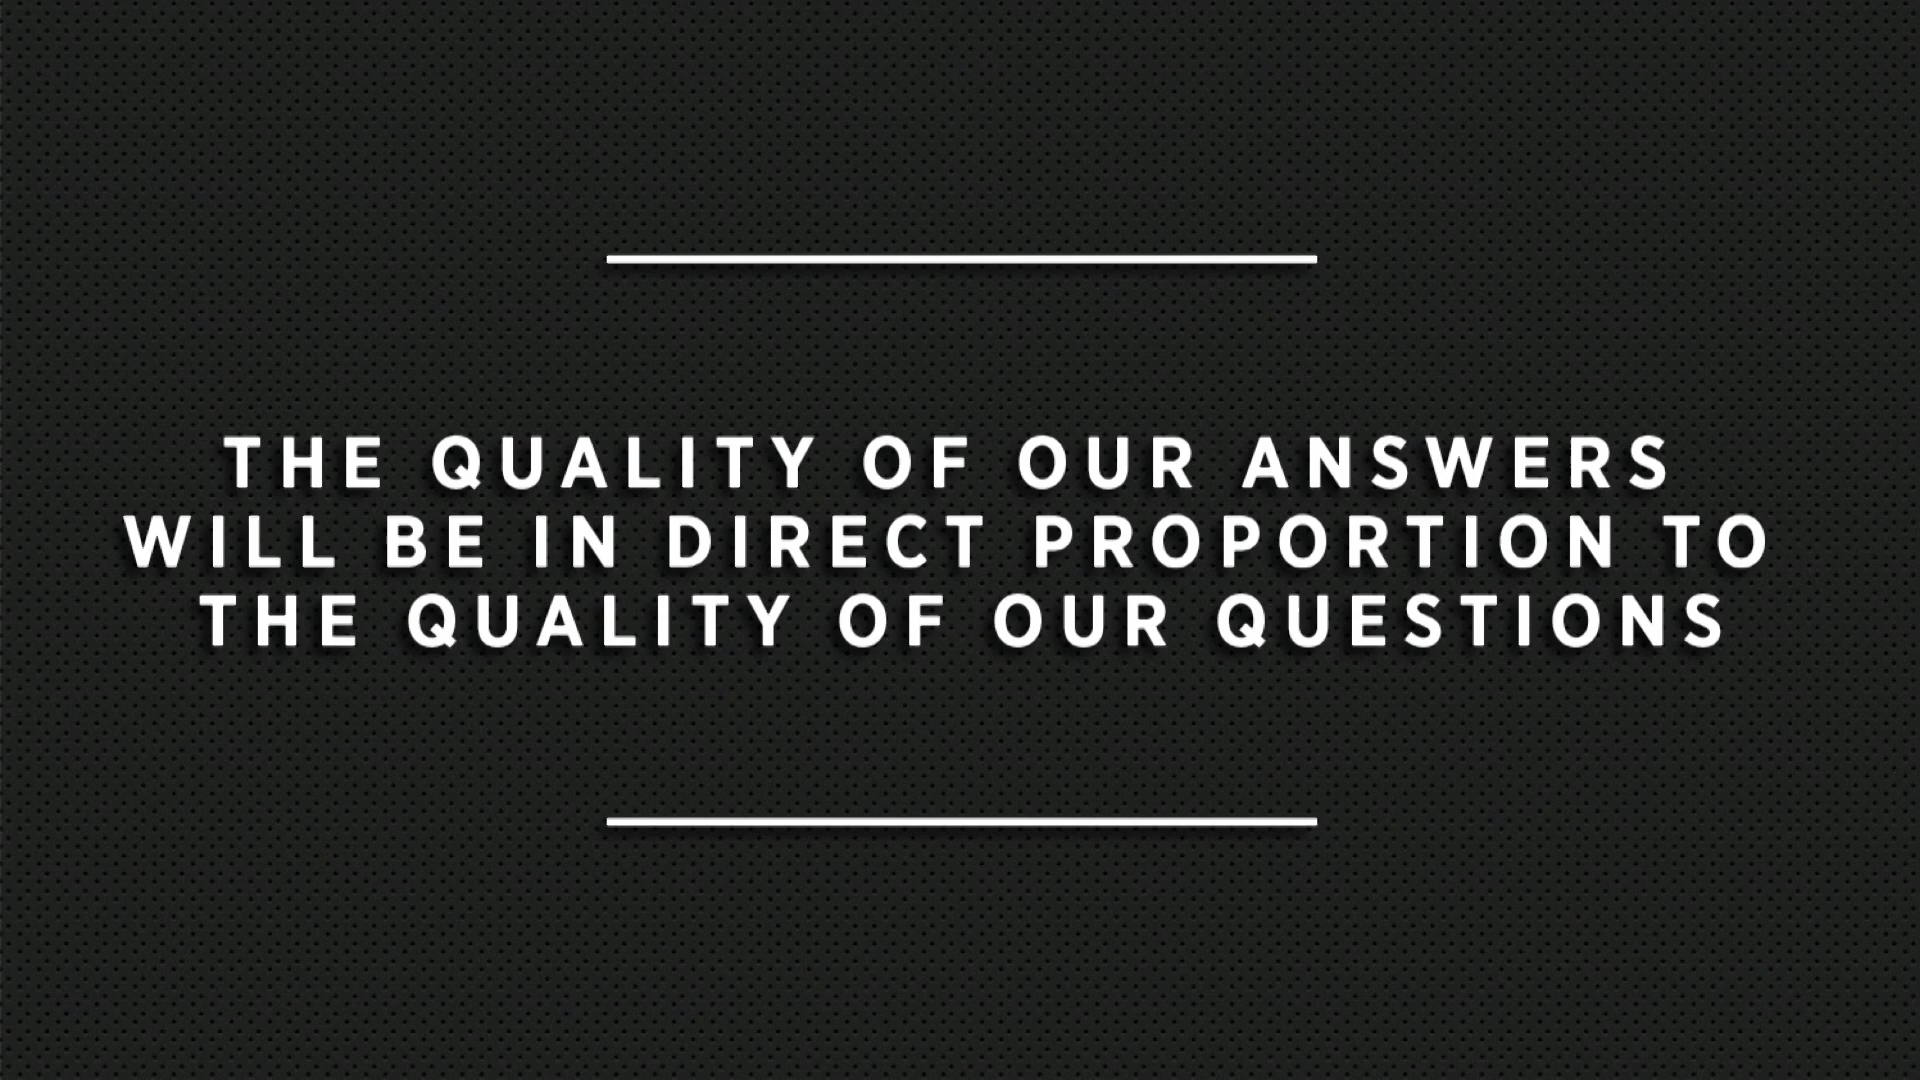 THE QUALITY OF OUR ANSWERS
WILL BE IN DIRECT PROPORTION TO
THE QUALITY OF OUR QUESTIONS